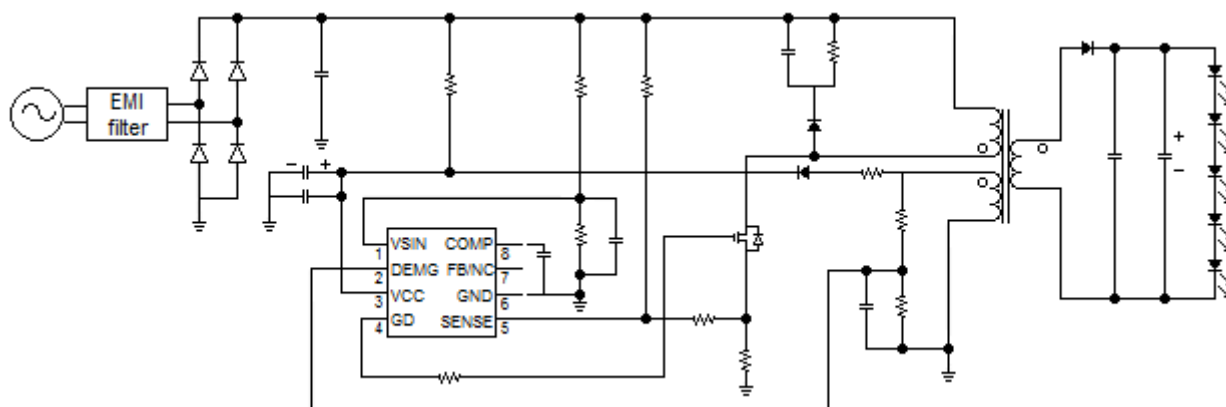 EMI
filter
VSIN COMP
1 8
DEMG FB/NC
2 7
VCC GND
3 6
GD SENSE
4 5
− +
+
−